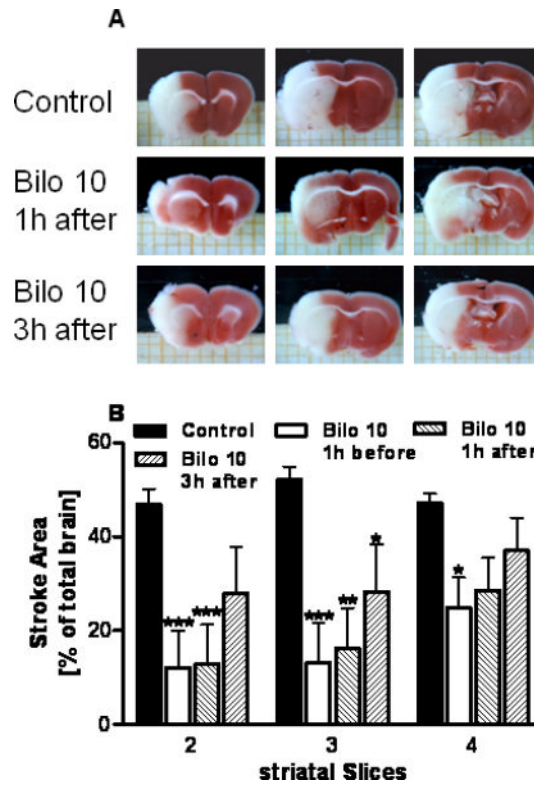 A
Control
Bilo 10
1h after
Bilo 10
3h after
B
Control
Bilo 10
1h before
Bilo 10
1h after
Bilo 10
3h after
60
40
20
0
Stroke Area
[% of total brain]
*** *** *** ** * *
2 3 4
striatal Slices